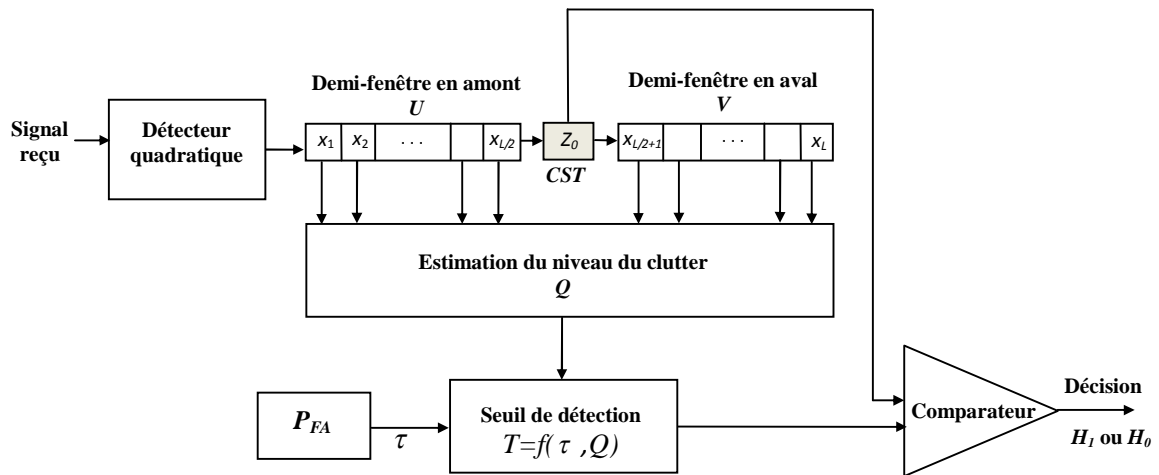 Demi-fenêtre en amont
U
Demi-fenêtre en aval
V
Signal
reçu
Détecteur
quadratique
x1 x2 . . . xL/2
Z0
xL/2+1 ... xL
CST
Estimation du niveau du clutter
Q
PFA
τ
Seuil de détection
T=f( τ ,Q)
Comparateur
Décision
H1 ou H0